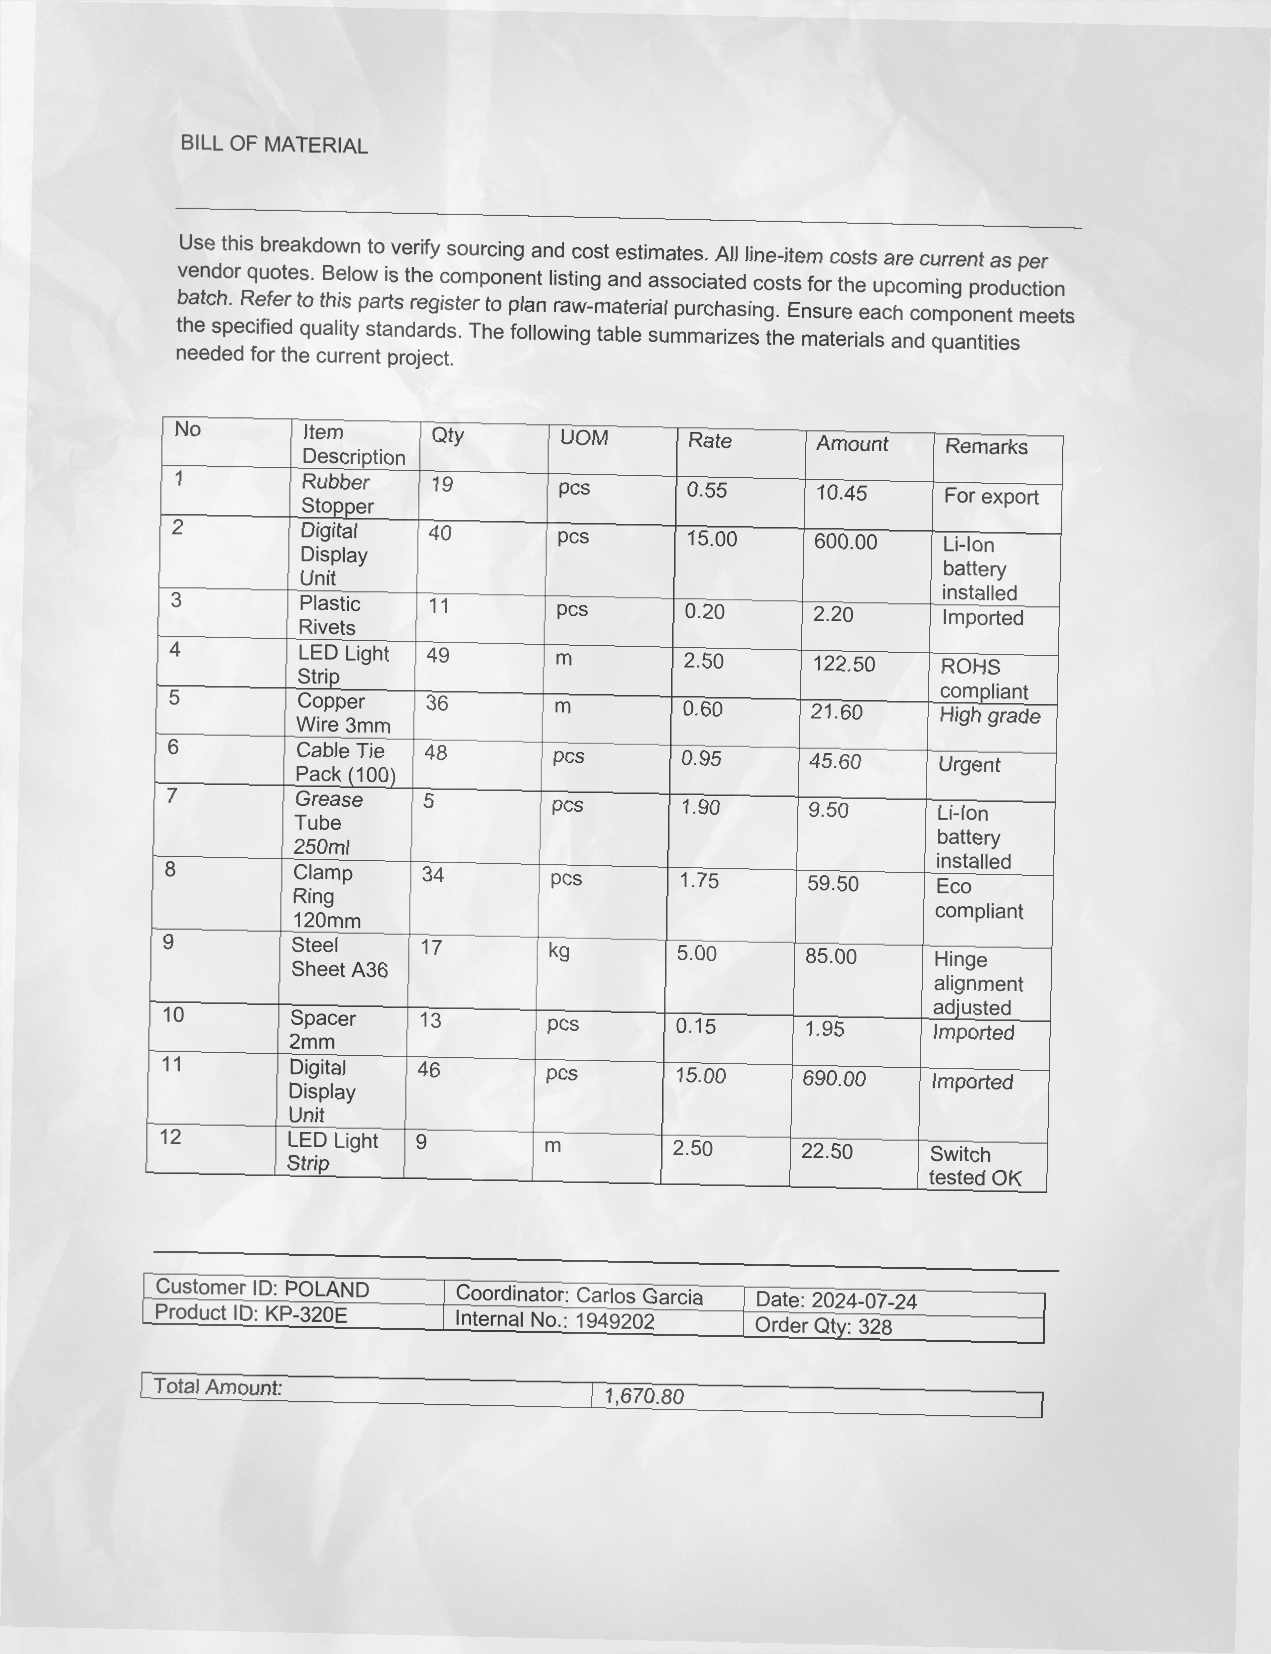 BILL OF MATERIAL
Use this breakdown to verify sourcing and cost estimates. All line-item costs are current as per
vendor quotes. Below is the component listing and associated costs for the upcoming production
batch. Refer to this parts register to plan raw-material purchasing. Ensure each component meets
the specified quality standards. The following table summarizes the materials and quantities
needed for the current project.
No Item Description Qty UOM Rate Amount Remarks
1 Rubber Stopper 19 pcs 0.55 10.45 For export
2 Digital Display Unit 40 pcs 15.00 600.00 Li-Ion battery installed
3 Plastic Rivets 11 pcs 0.20 2.20 Imported
4 LED Light Strip 49 m 2.50 122.50 ROHS compliant
5 Copper Wire 3mm 36 m 0.60 21.60 High grade
6 Cable Tie Pack (100) 48 pcs 0.95 45.60 Urgent
7 Grease Tube 250ml 5 pcs 1.90 9.50 Li-Ion battery installed
8 Clamp Ring 120mm 34 pcs 1.75 59.50 Eco compliant
9 Steel Sheet A36 17 kg 5.00 85.00 Hinge alignment adjusted
10 Spacer 2mm 13 pcs 0.15 1.95 Imported
11 Digital Display Unit 46 pcs 15.00 690.00 Imported
12 LED Light Strip 9 m 2.50 22.50 Switch tested OK
Customer ID: POLAND Coordinator: Carlos Garcia Date: 2024-07-24
Product ID: KP-320E Internal No.: 1949202 Order Qty: 328
Total Amount: 1,670.80